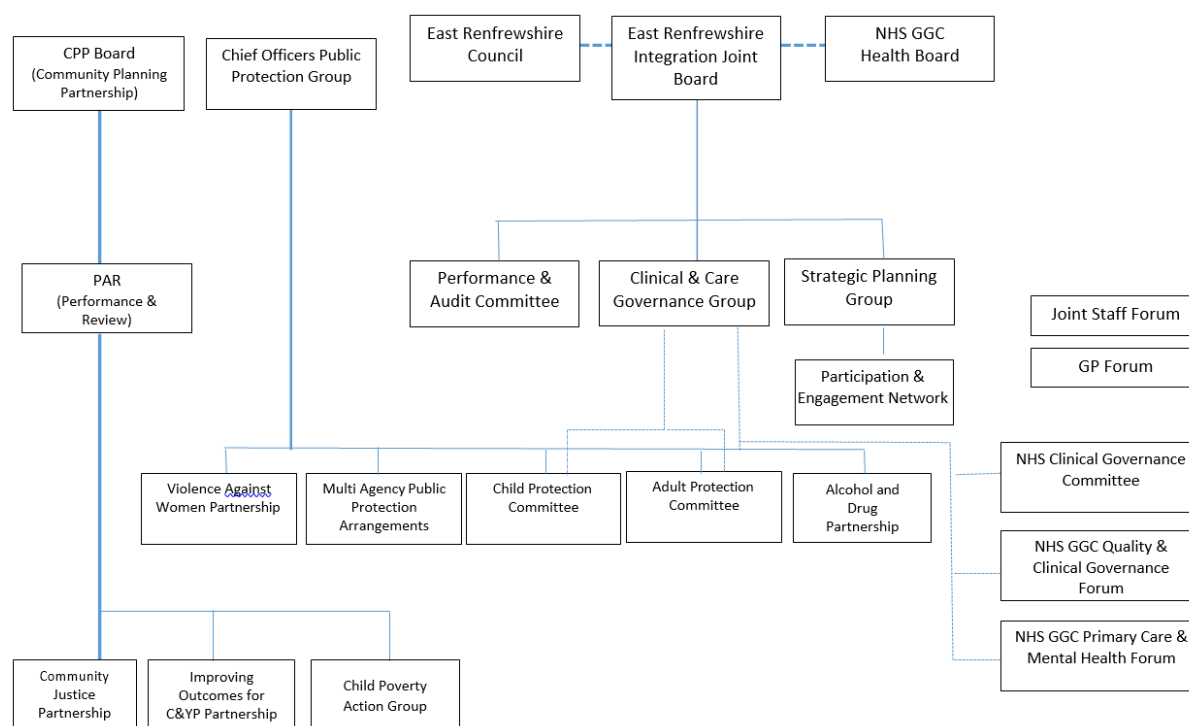 CPP Board
(Community Planning
Partnership)
Chief Officers Public
Protection Group
East Renfrewshire
Council
East Renfrewshire
Integration Joint
Board
NHS GGC
Health Board
PAR
(Performance &
Review)
Performance &
Audit Committee
Clinical & Care
Governance Group
Strategic Planning
Group
Joint Staff Forum
GP Forum
Participation &
Engagement Network
Violence Against
Women Partnership
Multi Agency Public
Protection
Arrangements
Child Protection
Committee
Adult Protection
Committee
Alcohol and
Drug
Partnership
NHS Clinical Governance
Committee
NHS GGC Quality &
Clinical Governance
Forum
NHS GGC Primary Care &
Mental Health Forum
Community
Justice
Partnership
Improving
Outcomes for
C&YP Partnership
Child Poverty
Action Group